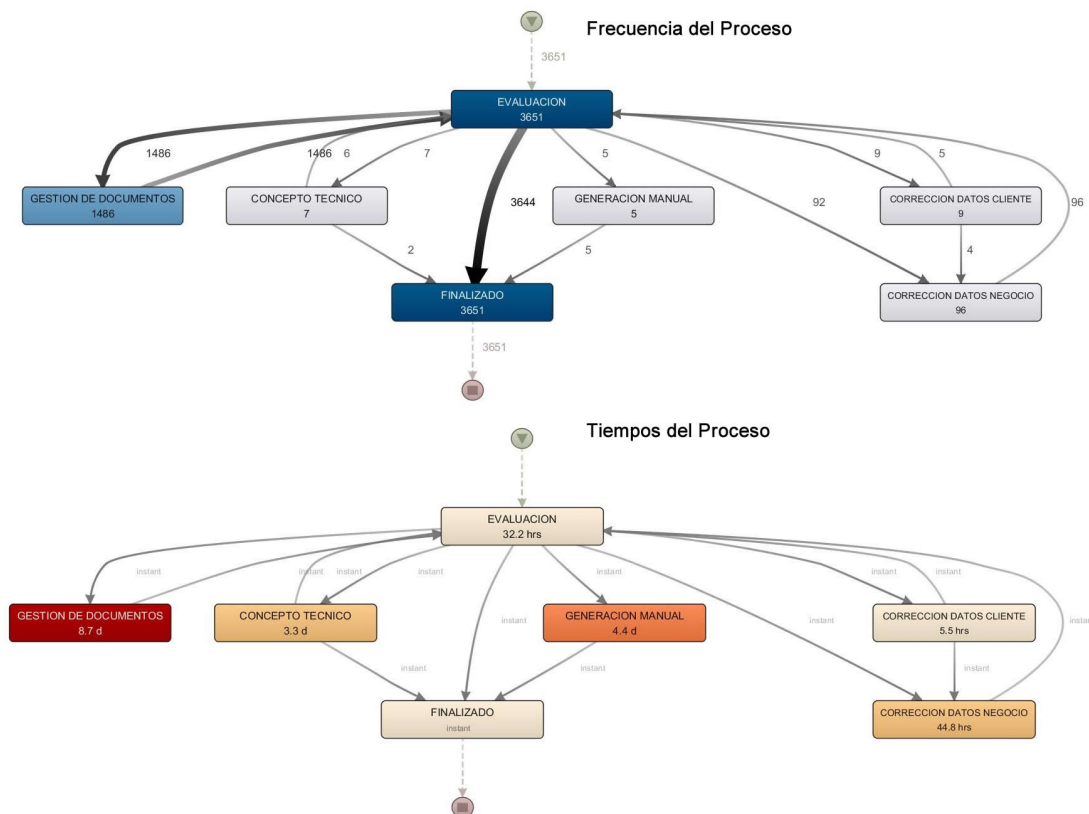 Frecuencia del Proceso
3651
EVALUACION
3651
1486
1486
6
7
5
9
5
GESTION DE DOCUMENTOS
1486
CONCEPTO TECNICO
7
3644
GENERACION MANUAL
5
92
CORRECCION DATOS CLIENTE
9
96
2
5
4
FINALIZADO
3651
CORRECCION DATOS NEGOCIO
96
3651
Tiempos del Proceso
EVALUACION
32.2 hrs
instant
instant
instant
instant
instant
instant
instant
GESTION DE DOCUMENTOS
8.7 d
CONCEPTO TECNICO
3.3 d
GENERACION MANUAL
4.4 d
instant
CORRECCION DATOS CLIENTE
5.5 hrs
instant
instant
instant
instant
FINALIZADO
instant
CORRECCION DATOS NEGOCIO
44.8 hrs